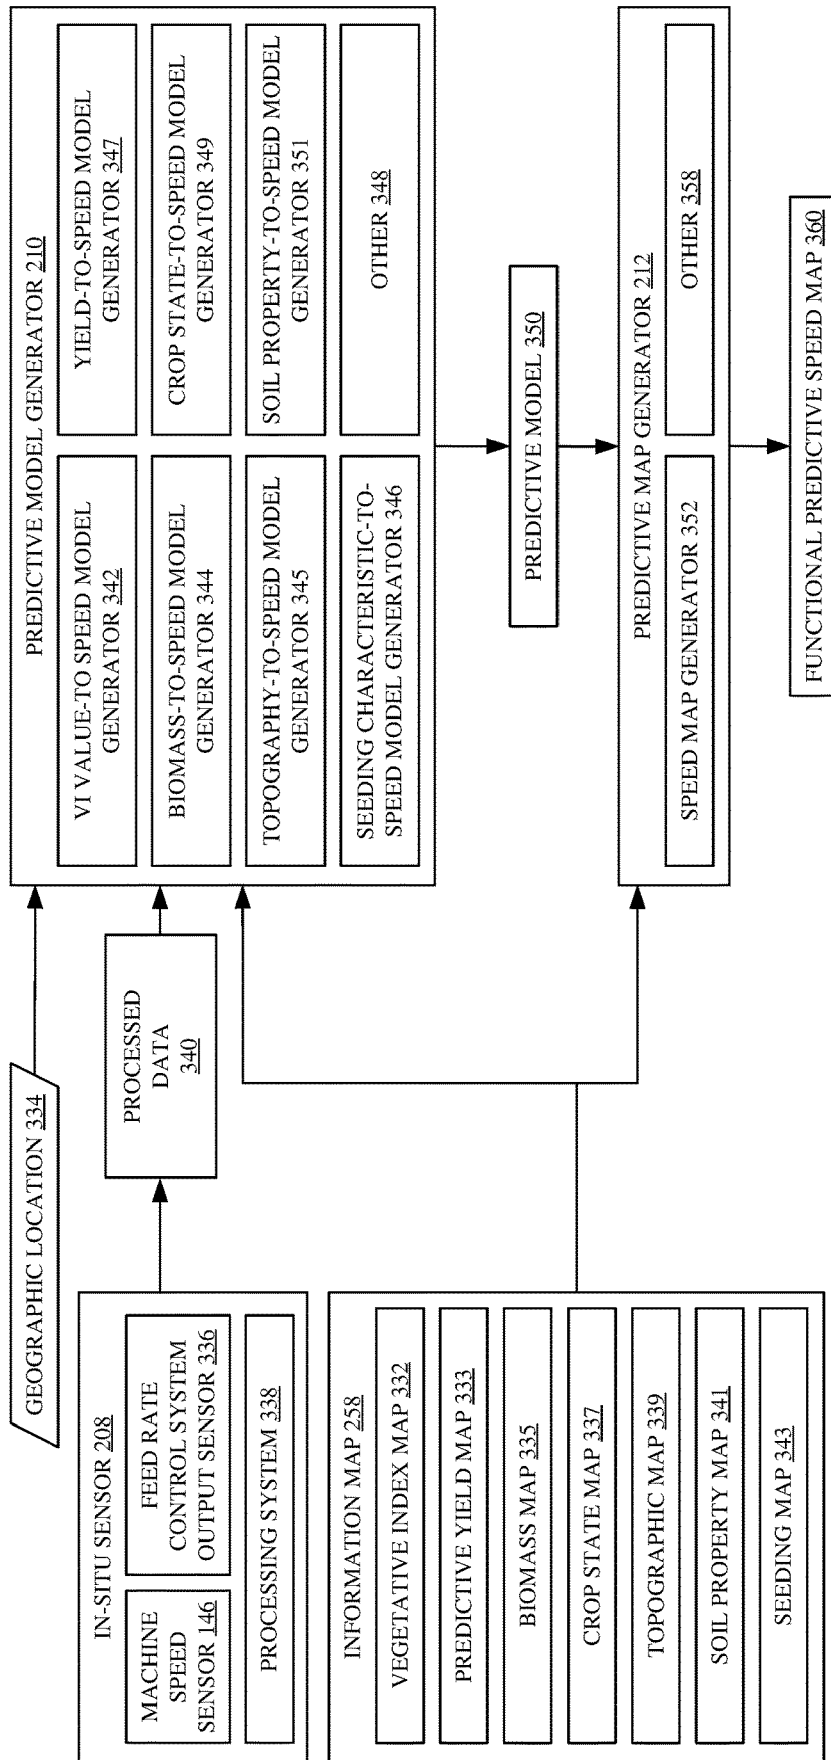 GEOGRAPHIC LOCATION 334
IN-SITU SENSOR 208
MACHINE
SPEED
SENSOR 146
FEED RATE
CONTROL SYSTEM
OUTPUT SENSOR 336
PROCESSING SYSTEM 338
INFORMATION MAP 258
VEGETATIVE INDEX MAP 332
PREDICTIVE YIELD MAP 333
BIOMASS MAP 335
CROP STATE MAP 337
TOPOGRAPHIC MAP 339
SOIL PROPERTY MAP 341
SEEDING MAP 343
PROCESSED
DATA
340
PREDICTIVE MODEL GENERATOR 210
VI VALUE-TO SPEED MODEL
GENERATOR 342
YIELD-TO-SPEED MODEL
GENERATOR 347
BIOMASS-TO-SPEED MODEL
GENERATOR 344
CROP STATE-TO-SPEED MODEL
GENERATOR 349
TOPOGRAPHY-TO-SPEED MODEL
GENERATOR 345
SOIL PROPERTY-TO-SPEED MODEL
GENERATOR 351
SEEDING CHARACTERISTIC-TO-
SPEED MODEL GENERATOR 346
OTHER 348
PREDICTIVE MODEL 350
PREDICTIVE MAP GENERATOR 212
SPEED MAP GENERATOR 352
OTHER 358
FUNCTIONAL PREDICTIVE SPEED MAP 360